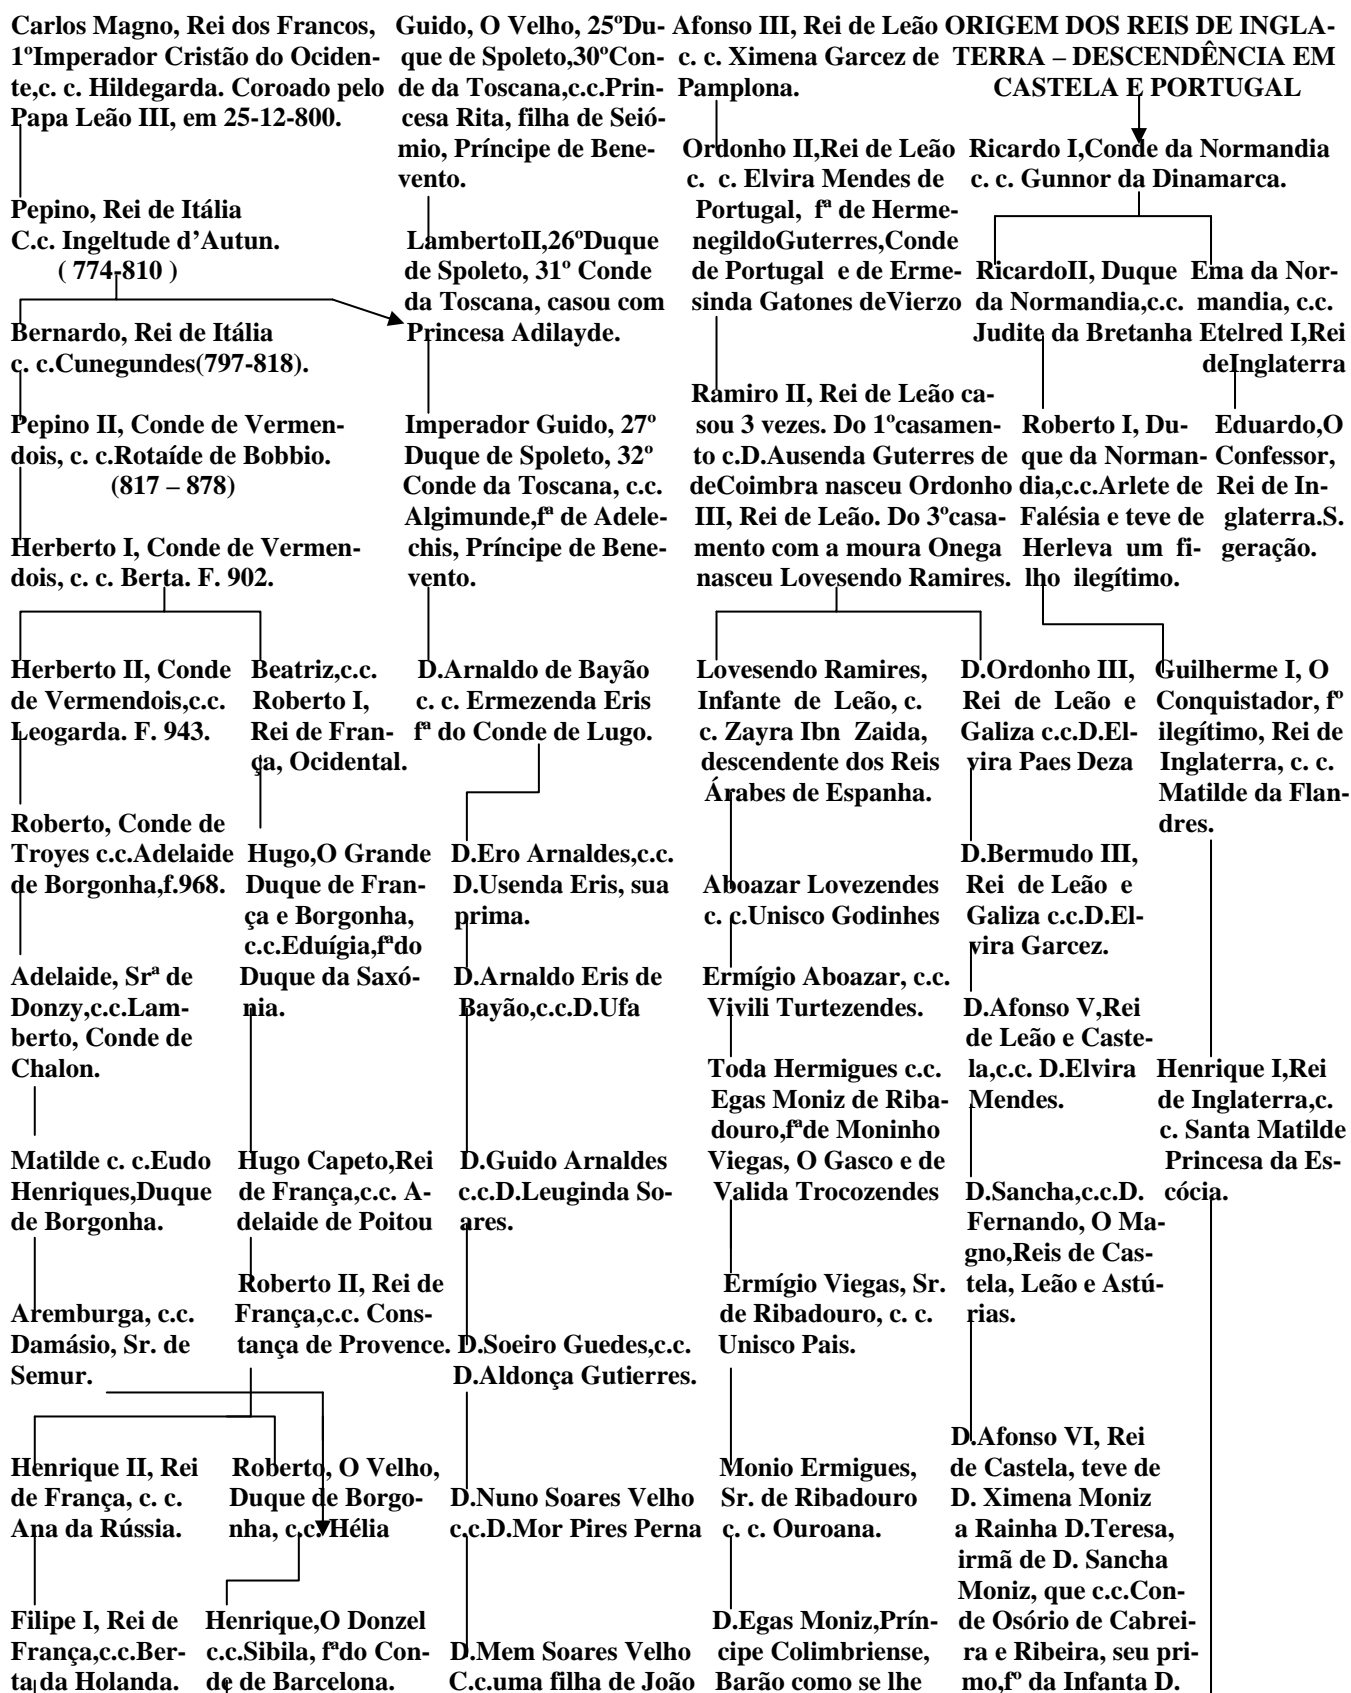 Carlos Magno, Rei dos Francos,
1ºImperador Cristão do Ociden-
te,c. c. Hildegarda. Coroado pelo
Papa Leão III, em 25-12-800.
Pepino, Rei de Itália
C.c. Ingeltude d’Autun.
( 774-810 )
Bernardo, Rei de Itália
c. c.Cunegundes(797-818).
Pepino II, Conde de Vermen-
dois, c. c.Rotaíde de Bobbio.
(817 – 878)
Herberto I, Conde de Vermen-
dois, c. c. Berta. F. 902.
Herberto II, Conde
de Vermendois,c.c.
Leogarda. F. 943.
Roberto, Conde de
Troyes c.c.Adelaide
de Borgonha,f.968.
Adelaide, Srª de
Donzy,c.c.Lam-
berto, Conde de
Chalon.
Matilde c. c.Eudo
Henriques,Duque
de Borgonha.
Aremburga, c.c.
Damásio, Sr. de
Semur.
Henrique II, Rei
de França, c. c.
Ana da Rússia.
Filipe I, Rei de
França,c.c.Ber-
ta da Holanda.
Beatriz,c.c.
Roberto I,
Rei de Fran-
ça, Ocidental.
Hugo,O Grande
Duque de Fran-
ça e Borgonha,
c.c.Eduígia,fªdo
Duque da Saxó-
nia.
Hugo Capeto,Rei
de França,c.c. A-
delaide de Poitou
Roberto II, Rei de
França,c.c. Cons-
tança de Provence.
Roberto, O Velho,
Duque de Borgo-
nha, c.c. Hélia
Henrique,O Donzel
c.c.Sibila, fªdo Con-
de de Barcelona.
Guido, O Velho, 25ºDu-
que de Spoleto,30ºCon-
de da Toscana,c.c.Prin-
cesa Rita, filha de Seió-
mio, Príncipe de Bene-
vento.
LambertoII,26ºDuque
de Spoleto, 31º Conde
da Toscana, casou com
Princesa Adilayde.
Imperador Guido, 27º
Duque de Spoleto, 32º
Conde da Toscana, c.c.
Algimunde,fª de Adele-
chis, Príncipe de Bene-
vento.
D.Arnaldo de Bayão
c. c. Ermezenda Eris
fª do Conde de Lugo.
D.Ero Arnaldes,c.c.
D.Usenda Eris, sua
prima.
D.Arnaldo Eris de
Bayão,c.c.D.Ufa
D.Guido Arnaldes
c.c.D.Leuginda So-
ares.
D.Soeiro Guedes,c.c.
D.Aldonça Gutierres.
D.Nuno Soares Velho
c.c.D.Mor Pires Perna
D.Mem Soares Velho
C.c.uma filha de João
Afonso III, Rei de Leão
c. c. Ximena Garcez de
Pamplona.
Ordonho II,Rei de Leão
c. c. Elvira Mendes de
Portugal, fª de Herme-
negildoGuterres,Conde
de Portugal e de Erme-
sinda Gatones deVierzo
Ramiro II, Rei de Leão ca-
sou 3 vezes. Do 1ºcasamen-
to c.D.Ausenda Guterres de
deCoimbra nasceu Ordonho
III, Rei de Leão. Do 3ºcasa-
mento com a moura Onega
nasceu Lovesendo Ramires.
Lovesendo Ramires,
Infante de Leão, c.
c. Zayra Ibn Zaida,
descendente dos Reis
Árabes de Espanha.
Aboazar Lovezendes
c. c.Unisco Godinhes
Ermígio Aboazar, c.c.
Vivili Turtezendes.
Toda Hermigues c.c.
Egas Moniz de Riba-
douro,fªde Moninho
Viegas, O Gasco e de
Valida Trocozendes
Ermígio Viegas, Sr.
de Ribadouro, c. c.
Unisco Pais.
Monio Ermigues,
Sr. de Ribadouro
c. c. Ouroana.
D.Egas Moniz,Prín-
cipe Colimbriense,
Barão como se lhe
D.Ordonho III,
Rei de Leão e
Galiza c.c.D.El-
vira Paes Deza
D.Bermudo III,
Rei de Leão e
Galiza c.c.D.El-
vira Garcez.
D.Afonso V,Rei
de Leão e Caste-
la,c.c. D.Elvira
Mendes.
D.Sancha,c.c.D.
Fernando, O Ma-
gno,Reis de Cas-
tela, Leão e Astú-
rias.
D.Afonso VI, Rei
de Castela, teve de
D. Ximena Moniz
a Rainha D.Teresa,
irmã de D. Sancha
Moniz, que c.c.Con-
de Osório de Cabrei-
ra e Ribeira, seu pri-
mo,fº da Infanta D.
ORIGEM DOS REIS DE INGLA-
TERRA – DESCENDÊNCIA EM
CASTELA E PORTUGAL
Ricardo I,Conde da Normandia
c. c. Gunnor da Dinamarca.
RicardoII, Duque
da Normandia,c.c.
Judite da Bretanha
Ema da Nor-
mandia, c.c.
Etelred I,Rei
deInglaterra
Roberto I, Du-
que da Norman-
dia,c.c.Arlete de
Falésia e teve de
Herleva um fi-
lho ilegítimo.
Eduardo,O
Confessor,
Rei de In-
glaterra.S.
geração.
Guilherme I, O
Conquistador, fº
ilegítimo, Rei de
Inglaterra, c. c.
Matilde da Flan-
dres.
Henrique I,Rei
de Inglaterra,c.
c. Santa Matilde
Princesa da Es-
cócia.